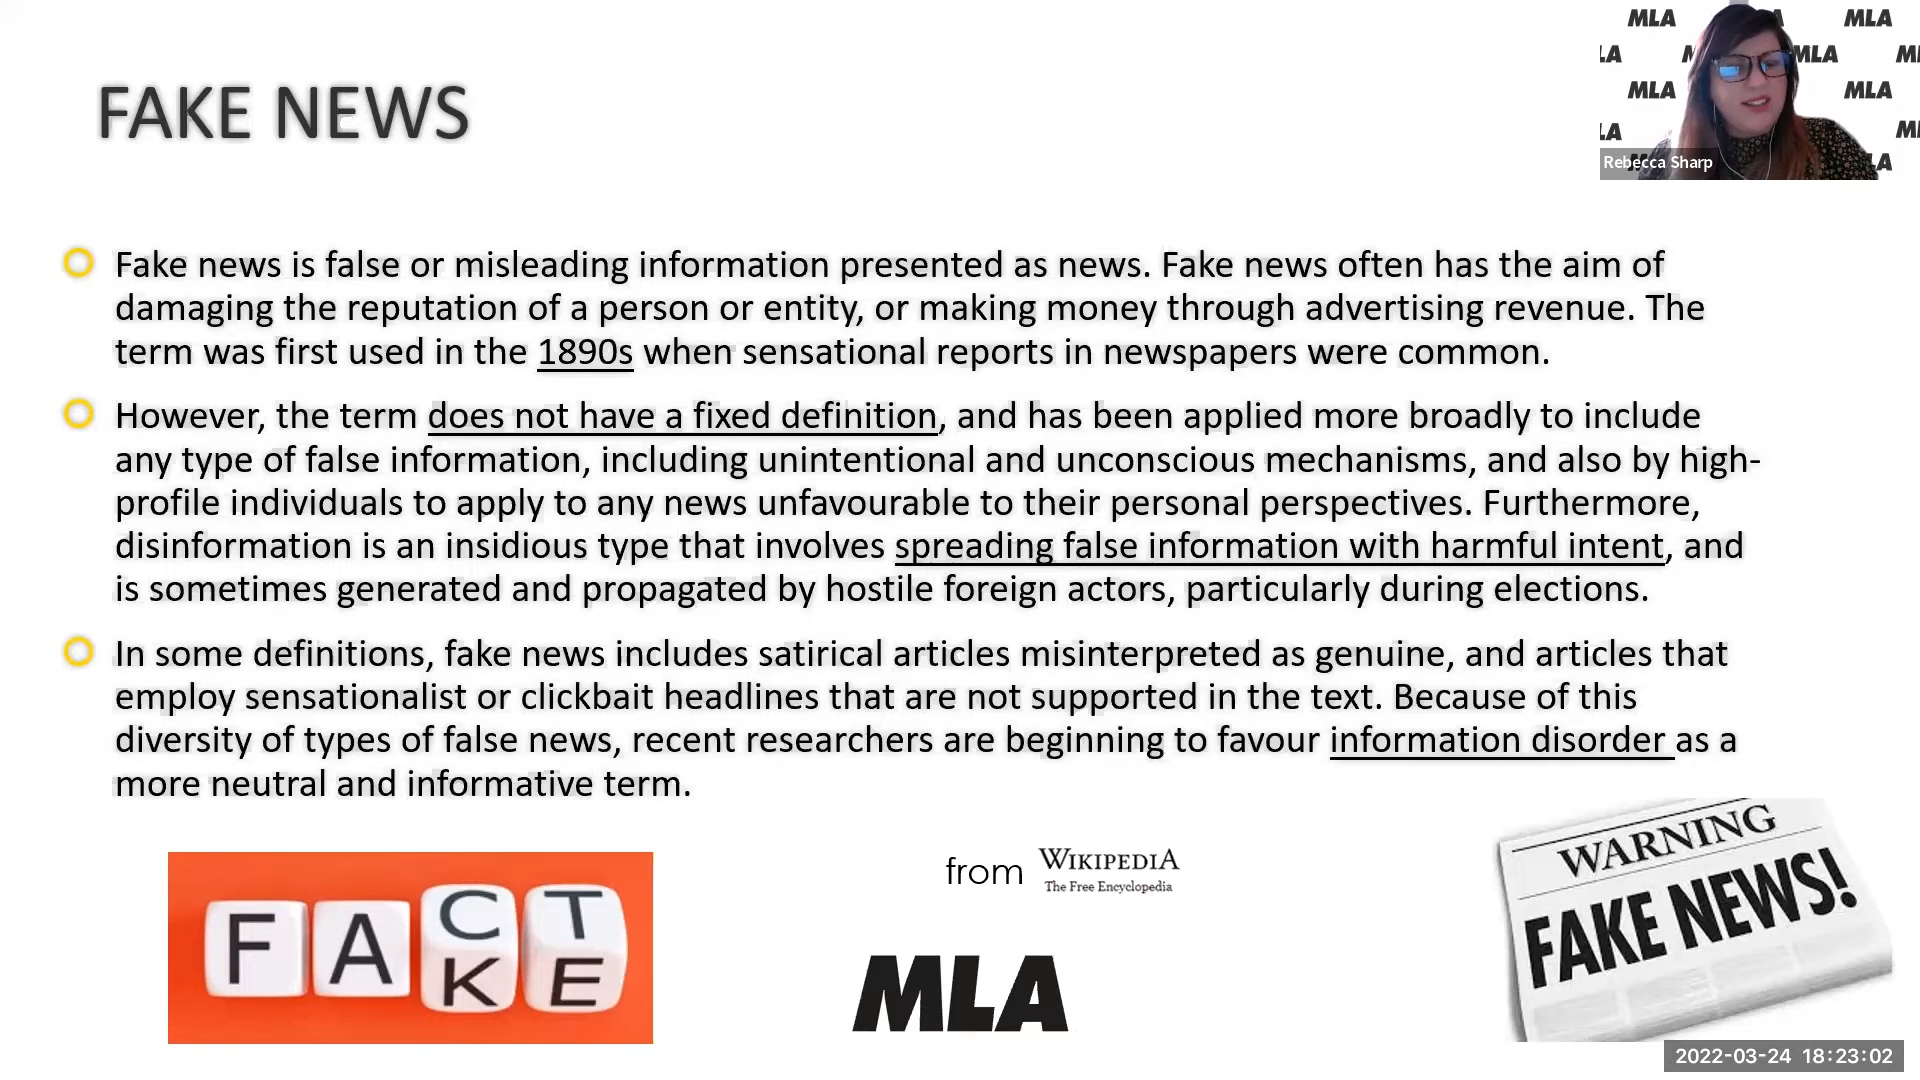 FAKE NEWS
MLA
MLA
LA
MLA
MLA
MLA
LA
LA
Rebecca Sharp
Fake news is false or misleading information presented as news. Fake news often has the aim of
damaging the reputation of a person or entity, or making money through advertising revenue. The
term was first used in the 1890s when sensational reports in newspapers were common.
However, the term does not have a fixed definition, and has been applied more broadly to include
any type of false information, including unintentional and unconscious mechanisms, and also by high-
profile individuals to apply to any news unfavourable to their personal perspectives. Furthermore,
disinformation is an insidious type that involves spreading false information with harmful intent, and
is sometimes generated and propagated by hostile foreign actors, particularly during elections.
In some definitions, fake news includes satirical articles misinterpreted as genuine, and articles that
employ sensationalist or clickbait headlines that are not supported in the text. Because of this
diversity of types of false news, recent researchers are beginning to favour information disorder as a
more neutral and informative term.
FACT
KE
from WIKIPEDIA
The Free Encyclopedia
MLA
WARNING
FAKE NEWS!
2022-03-24 18:23:02